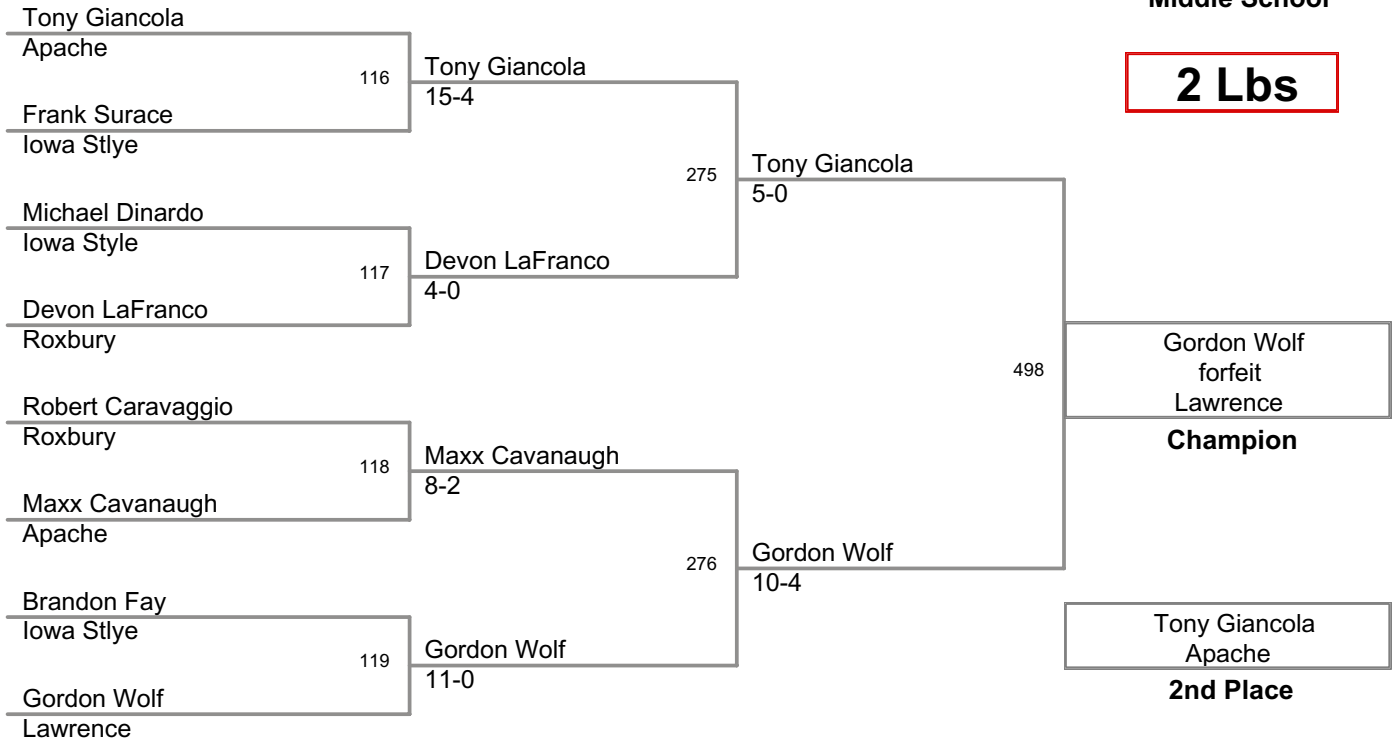 Middle School
2 Lbs
Tony Giancola
Apache
116
Frank Surace
Iowa Stlye
Tony Giancola
15-4
Michael Dinardo
Iowa Style
117
Devon LaFranco
Roxbury
Devon LaFranco
4-0
275
Tony Giancola
5-0
Robert Caravaggio
Roxbury
118
Maxx Cavanaugh
Apache
Maxx Cavanaugh
8-2
Brandon Fay
Iowa Stlye
119
Gordon Wolf
Lawrence
Gordon Wolf
11-0
276
Gordon Wolf
10-4
498
Gordon Wolf
forfeit
Lawrence
Champion
Tony Giancola
Apache
2nd Place